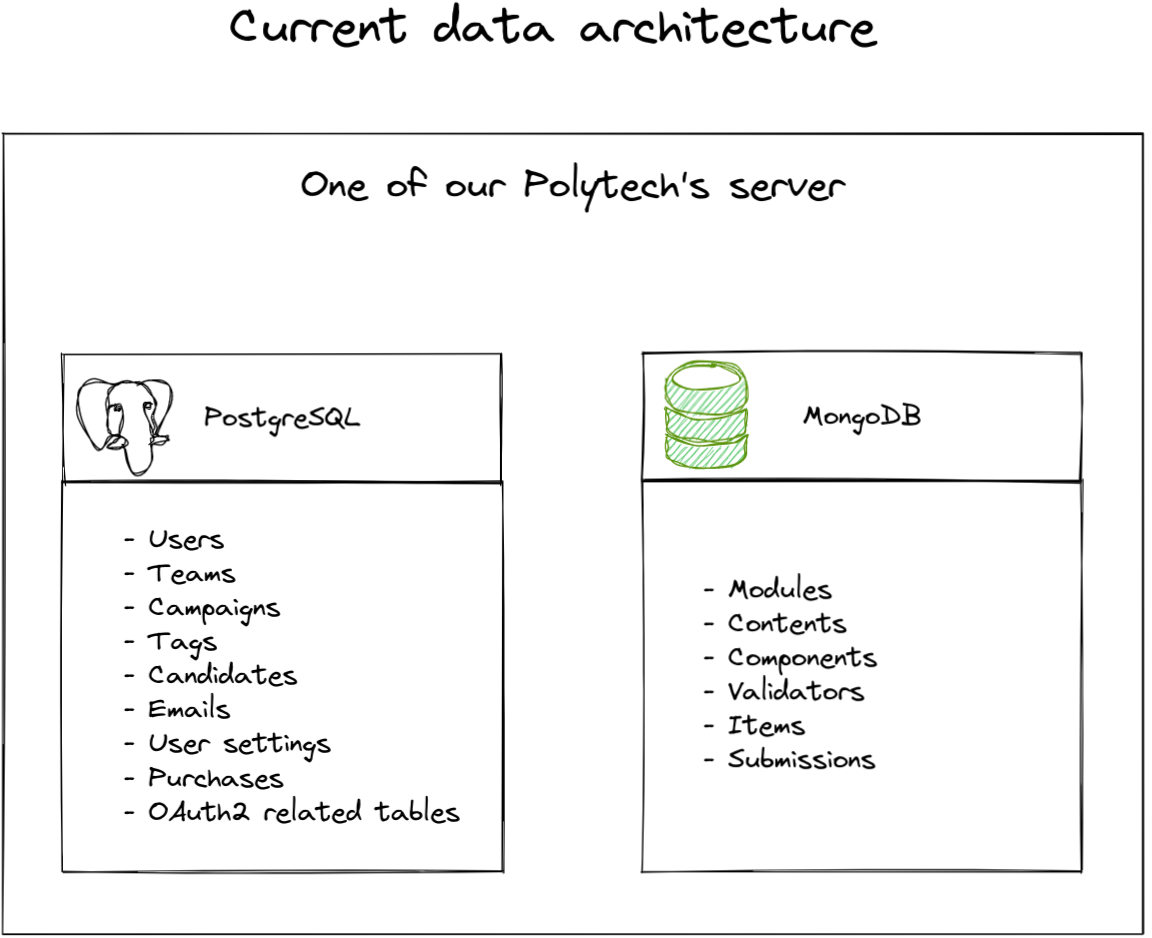 Current data architecture
One of our Polytech's server
PostgreSQL
- Users
- Teams
- Campaigns
- Tags
- Candidates
- Emails
- User settings
- Purchases
- OAuth2 related tables
MongoDB
- Modules
- Contents
- Components
- Validators
- Items
- Submissions